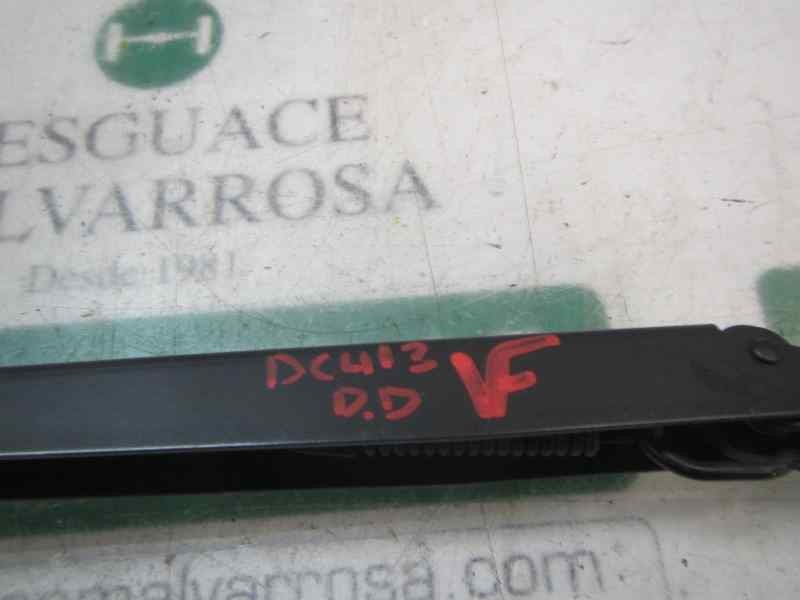 ESGUACE
LVARROSA
Desde 1981
DC413 VF
D.D
malvarrosa.com